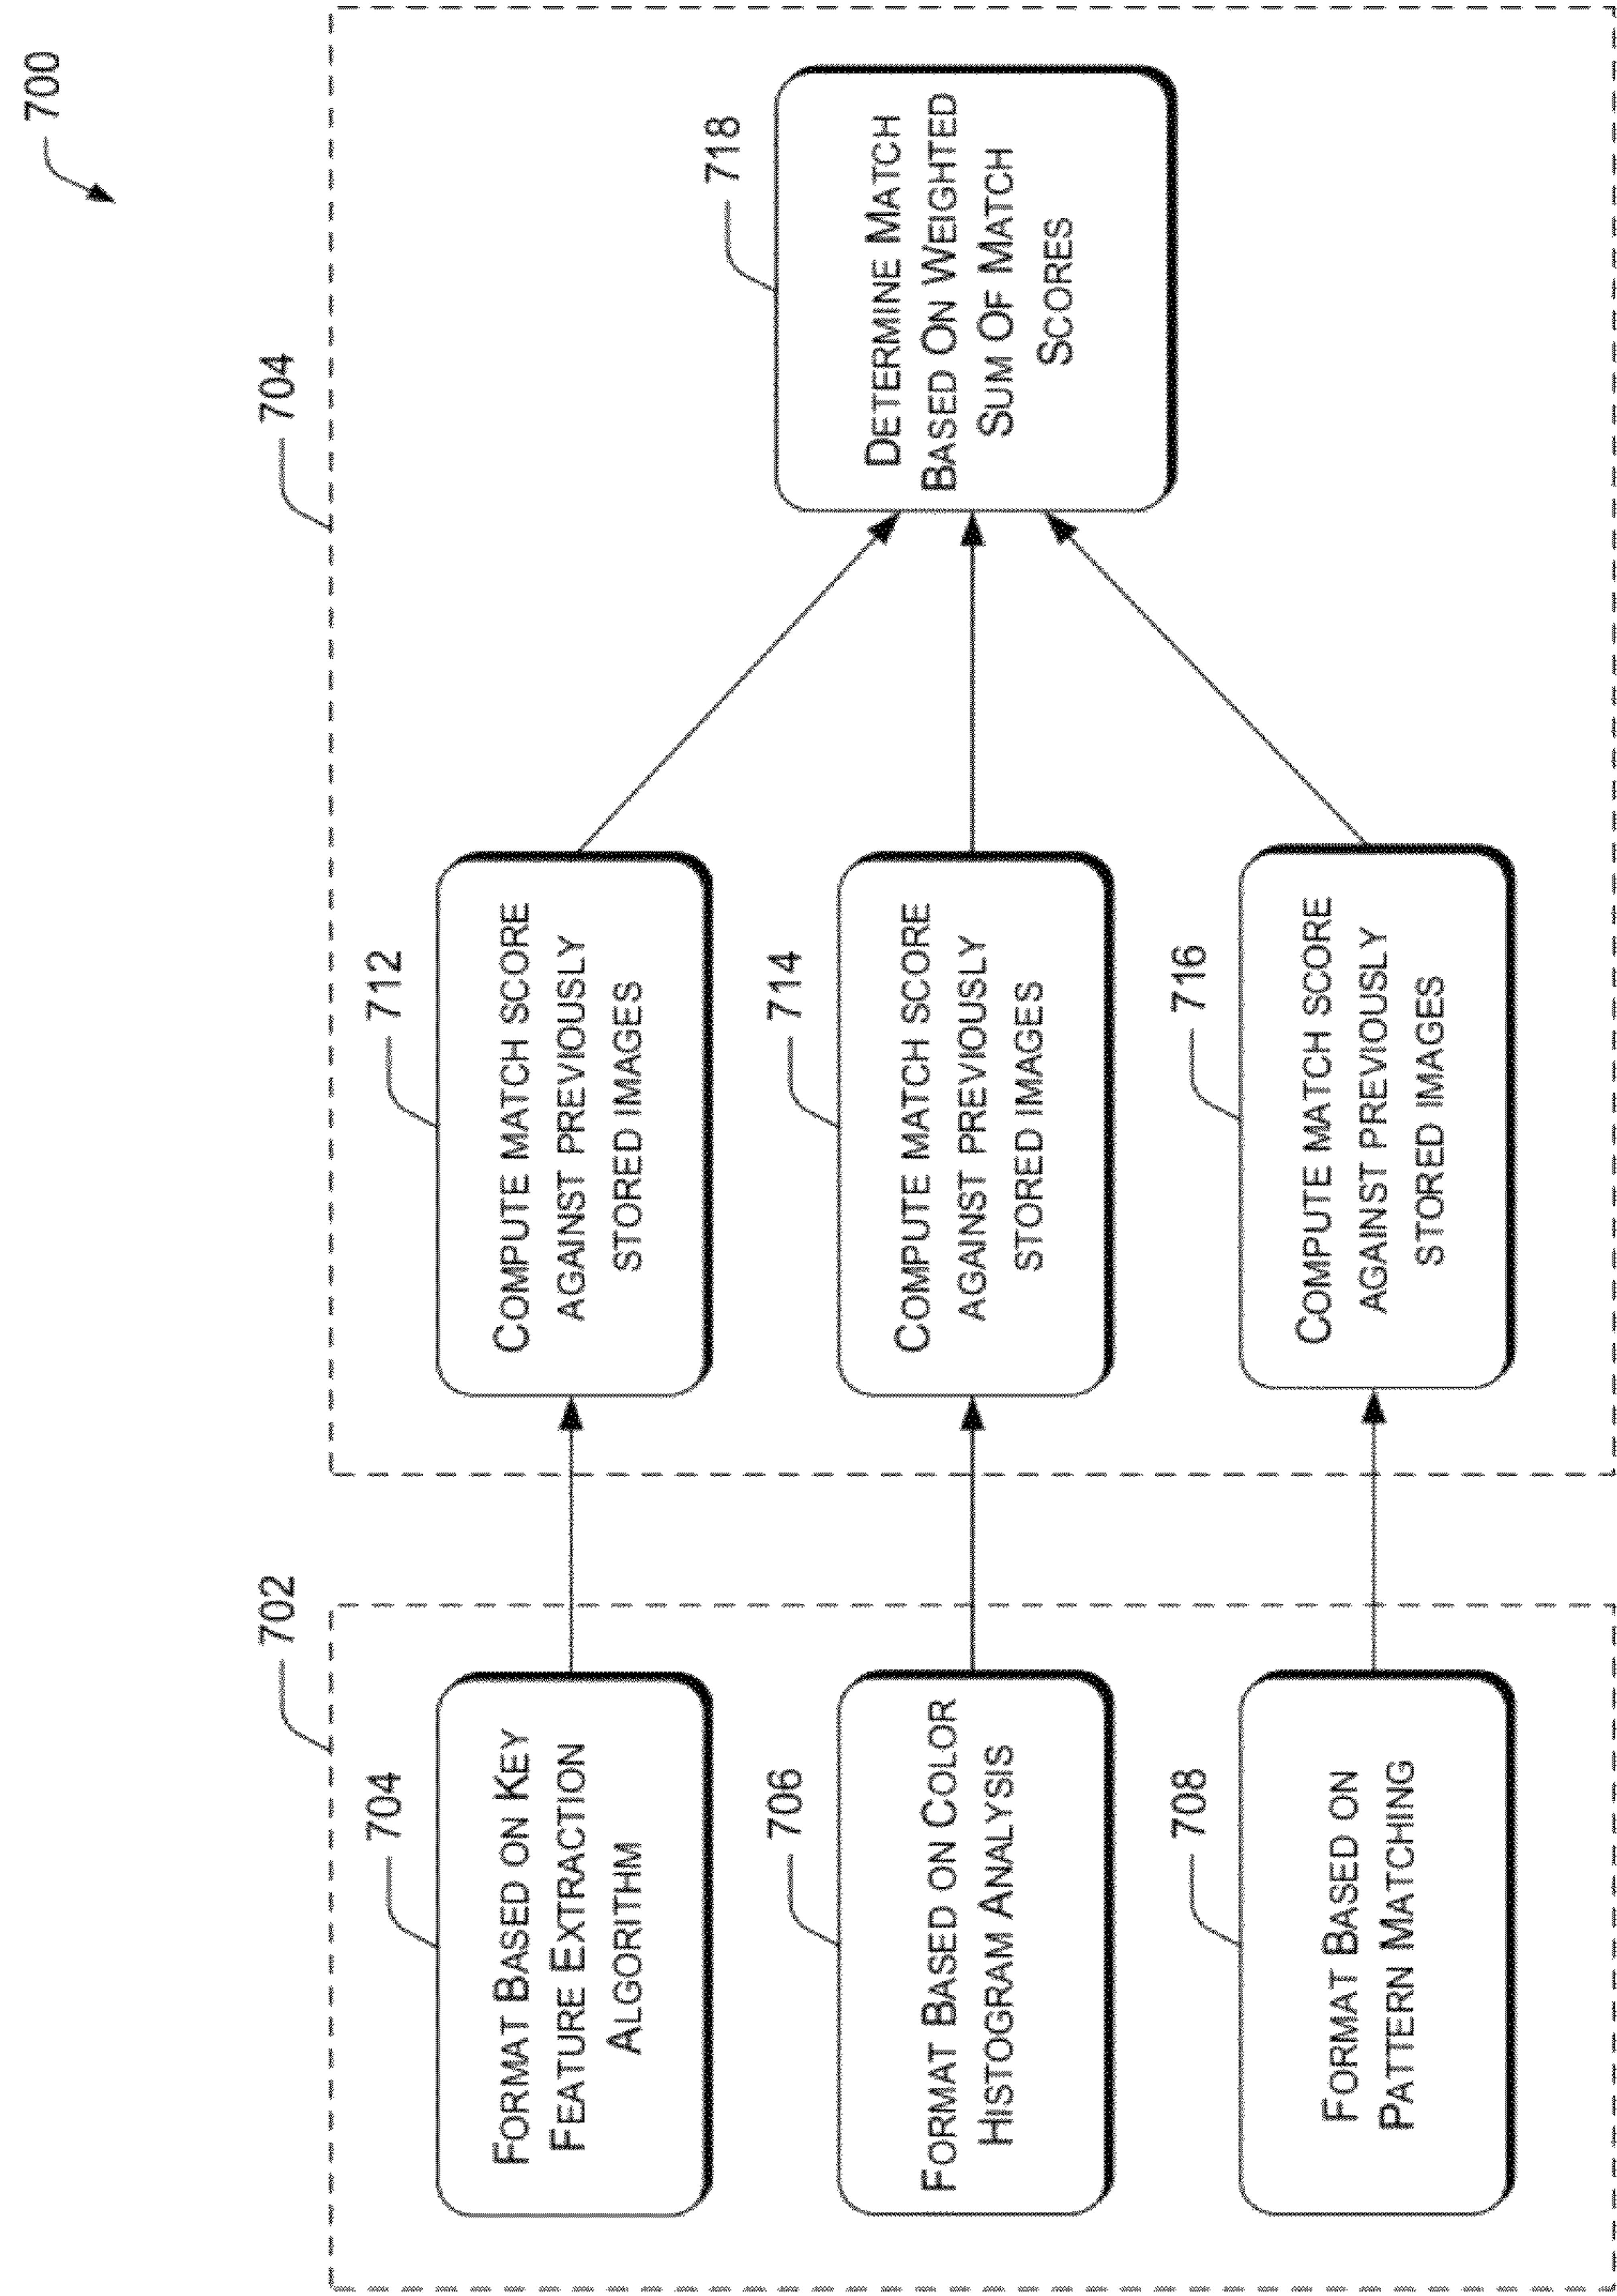 700
702
704
704
FORMAT BASED ON KEY
FEATURE EXTRACTION
ALGORITHM
712
COMPUTE MATCH SCORE
AGAINST PREVIOUSLY
STORED IMAGES
706
FORMAT BASED ON COLOR
HISTOGRAM ANALYSIS
714
COMPUTE MATCH SCORE
AGAINST PREVIOUSLY
STORED IMAGES
708
FORMAT BASED ON
PATTERN MATCHING
716
COMPUTE MATCH SCORE
AGAINST PREVIOUSLY
STORED IMAGES
718
DETERMINE MATCH
BASED ON WEIGHTED
SUM OF MATCH
SCORES